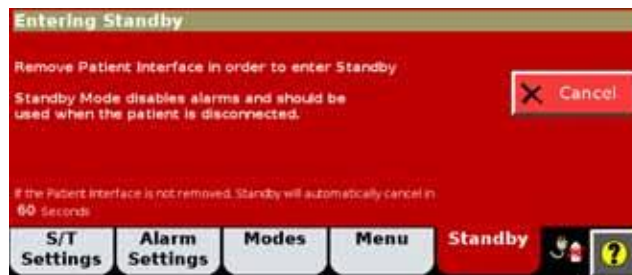 Entering Standby
Remove Patient Interface in order to enter Standby
Standby Mode disables alarms and should be
used when the patient is disconnected.
Cancel
If the Patient Interface is not removed, Standby will automatically cancel in
60 Seconds
S/T Settings
Alarm Settings
Modes
Menu
Standby
?